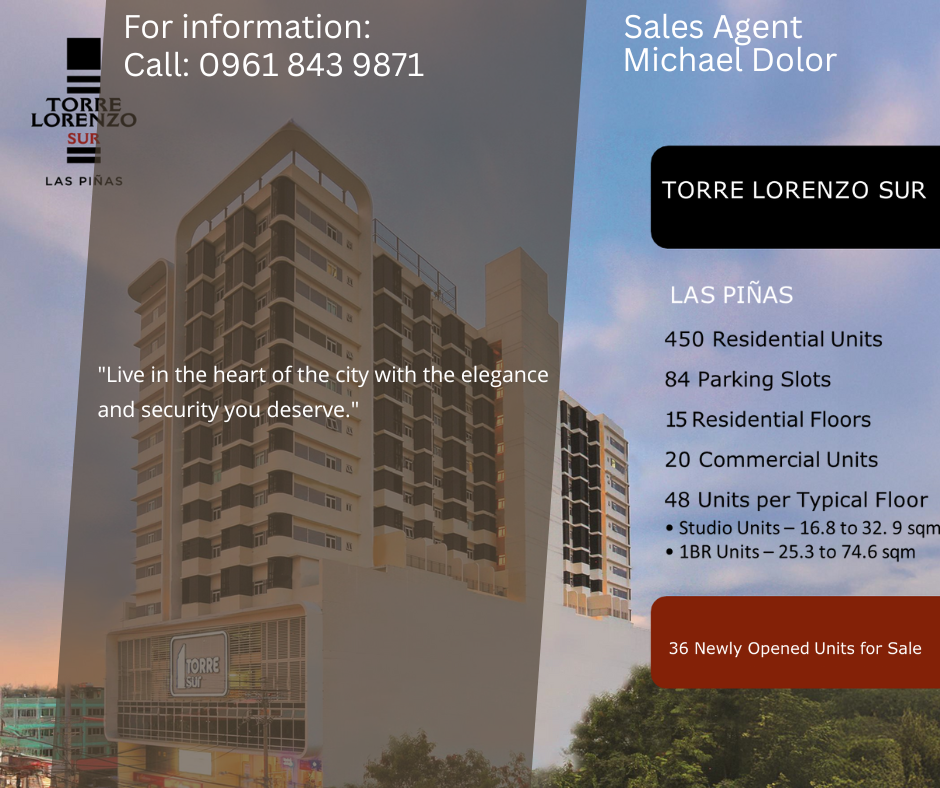 For information:
Call: 0961 843 9871
Sales Agent
Michael Dolor
TORRE
LORENZO
SUR
LAS PIÑAS
TORRE LORENZO SUR
LAS PIÑAS
450 Residential Units
84 Parking Slots
15 Residential Floors
20 Commercial Units
48 Units per Typical Floor
• Studio Units – 16.8 to 32. 9 sqm
• 1BR Units – 25.3 to 74.6 sqm
"Live in the heart of the city with the elegance
and security you deserve."
36 Newly Opened Units for Sale
1 TORRE
sur